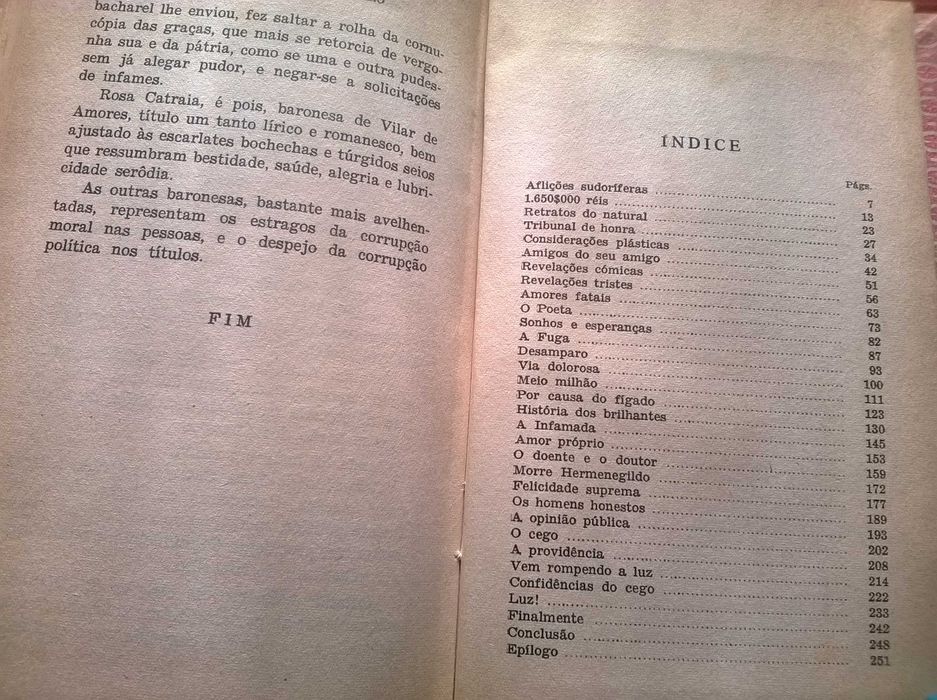 bacharel lhe enviou, fez saltar a rolha da cornu-
cópia das graças, que mais se retorcia de vergo-
nha sua e da pátria, como se uma e outra pudes-
sem já alegar pudor, e negar-se a solicitações
de infames.
Rosa Catraia, é pois, baronesa de Vilar de
Amores, título um tanto lírico e romanesco, bem
ajustado às escarlates bochechas e túrgidos seios
que ressumbram bestidade, saúde, alegria e lubri-
cidade serôdia.
As outras baronesas, bastante mais avelhen-
tadas, representam os estragos da corrupção
moral nas pessoas, e o despejo da corrupção
política nos títulos.
FIM
ÍNDICE
Págs.
Aflições sudoríferas ........ 7
1.650$000 réis ........ 13
Retratos do natural ........ 23
Tribunal de honra ........ 27
Considerações plásticas ........ 34
Amigos do seu amigo ........ 42
Revelações cómicas ........ 51
Revelações tristes ........ 56
Amores fatais ........ 63
O Poeta ........ 73
Sonhos e esperanças ........ 82
A Fuga ........ 87
Desamparo ........ 93
Via dolorosa ........ 100
Meio milhão ........ 111
Por causa do fígado ........ 123
História dos brilhantes ........ 130
A Infamada ........ 145
Amor próprio ........ 153
O doente e o doutor ........ 159
Morre Hermenegildo ........ 172
Felicidade suprema ........ 177
Os homens honestos ........ 189
A opinião pública ........ 193
O cego ........ 202
A providência ........ 208
Vem rompendo a luz ........ 214
Confidências do cego ........ 222
Luz! ........ 233
Finalmente ........ 242
Conclusão ........ 248
Epílogo ........ 251